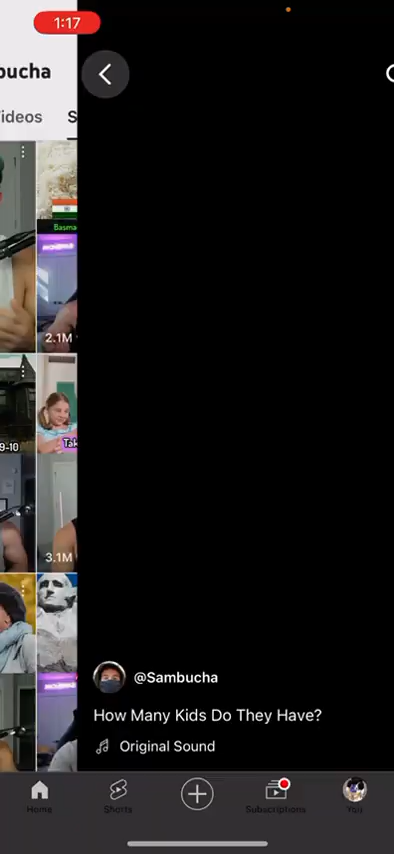 1:17
bucha
ideos
S
Basma
2.1M
9-10
Tak
3.1M
@Sambucha
How Many Kids Do They Have?
Original Sound
Home
Shorts
Subscriptions
You